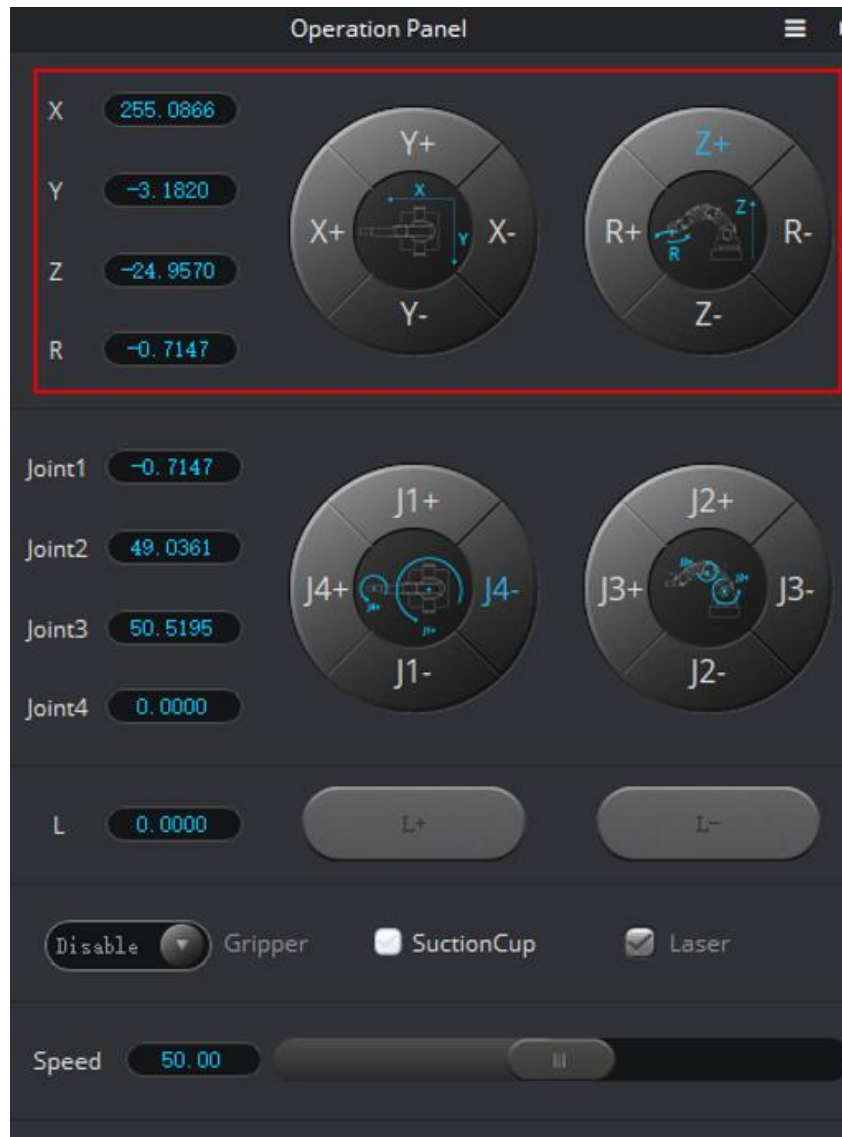 Operation Panel
X 255.0866
Y -3.1820
Z -24.9570
R -0.7147
Y+
X+ X-
Y-
X
Y
Z+
R+ R-
Z-
Z
R
Joint1 -0.7147
Joint2 49.0361
Joint3 50.5195
Joint4 0.0000
J1+
J4+ J4-
J1-
J4+
J1+
J2+
J3+ J3-
J2-
L 0.0000 L+ L-
Disable Gripper SuctionCup Laser
Speed 50.00